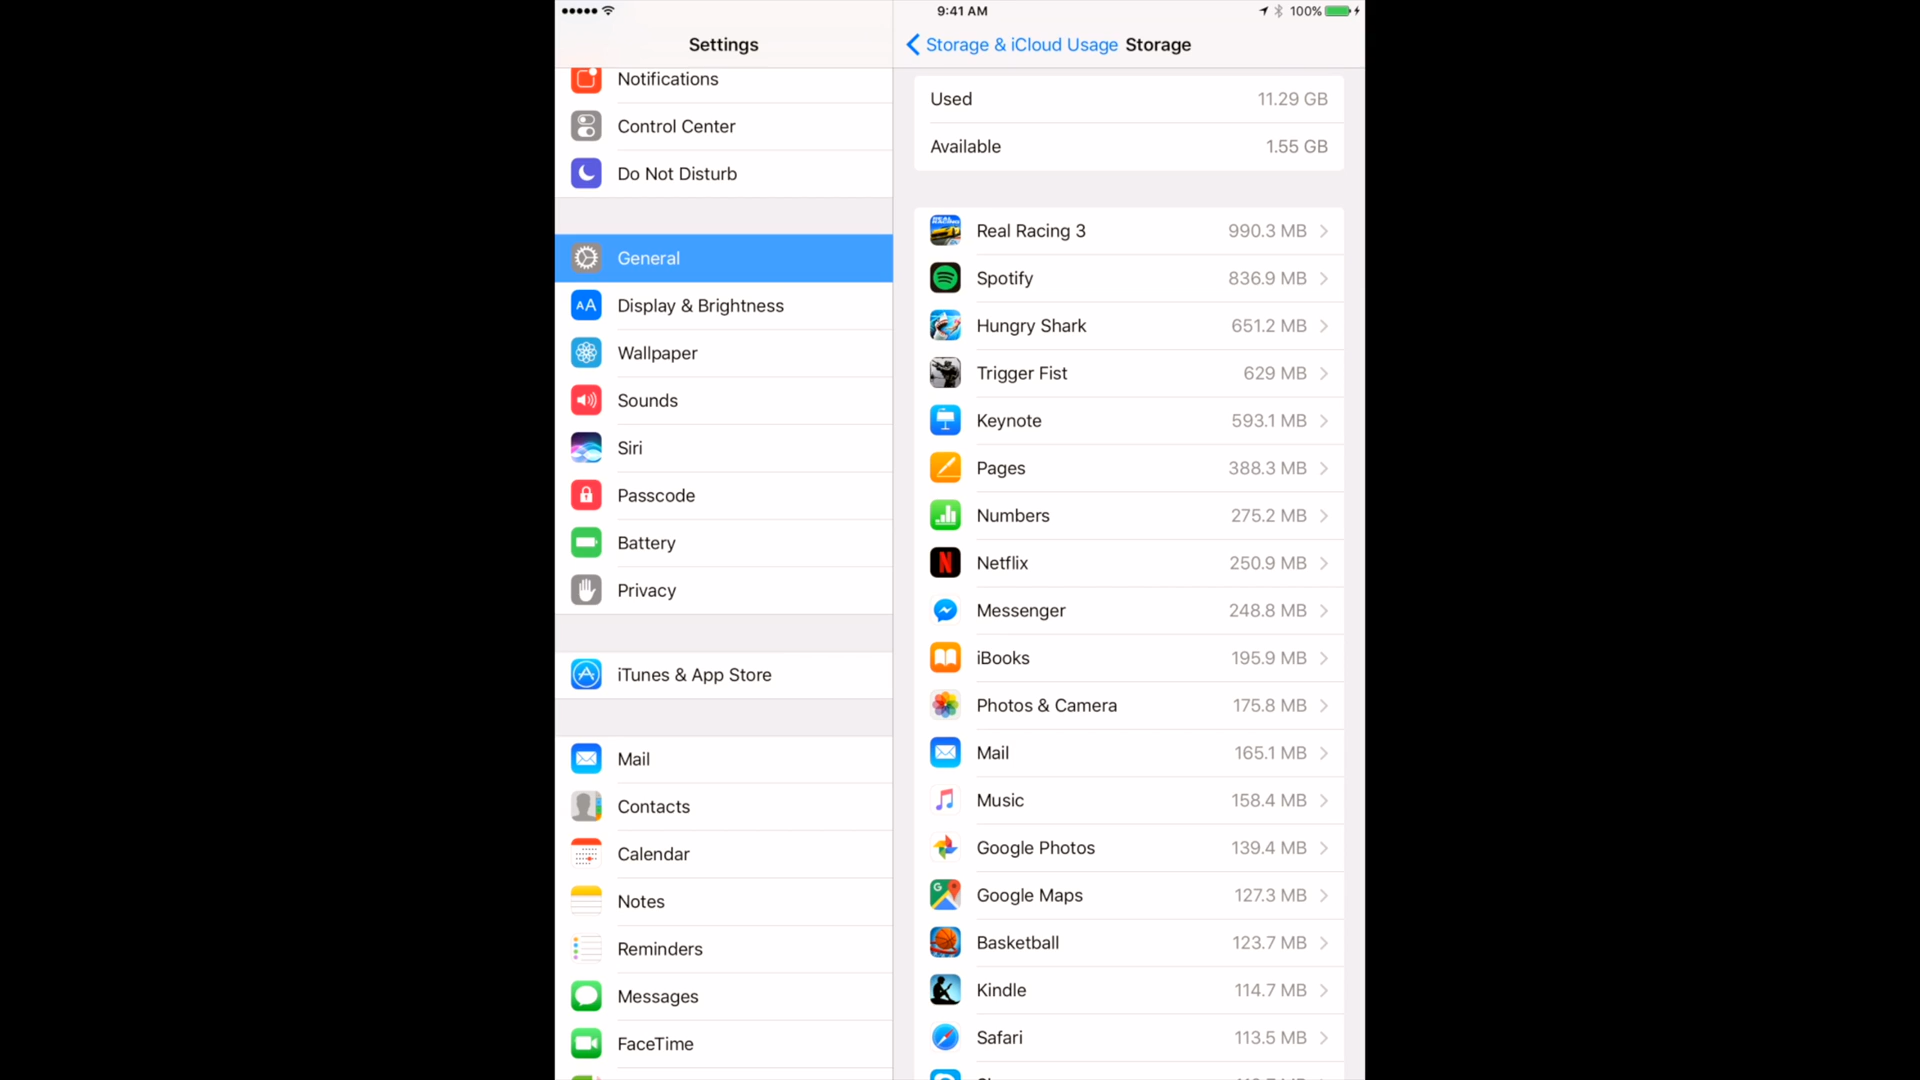 9:41 AM
100%
Settings
Storage & iCloud Usage Storage
Notifications
Control Center
Do Not Disturb
General
Display & Brightness
Wallpaper
Sounds
Siri
Passcode
Battery
Privacy
iTunes & App Store
Mail
Contacts
Calendar
Notes
Reminders
Messages
FaceTime
Used 11.29 GB
Available 1.55 GB
Real Racing 3 990.3 MB
Spotify 836.9 MB
Hungry Shark 651.2 MB
Trigger Fist 629 MB
Keynote 593.1 MB
Pages 388.3 MB
Numbers 275.2 MB
Netflix 250.9 MB
Messenger 248.8 MB
iBooks 195.9 MB
Photos & Camera 175.8 MB
Mail 165.1 MB
Music 158.4 MB
Google Photos 139.4 MB
Google Maps 127.3 MB
Basketball 123.7 MB
Kindle 114.7 MB
Safari 113.5 MB